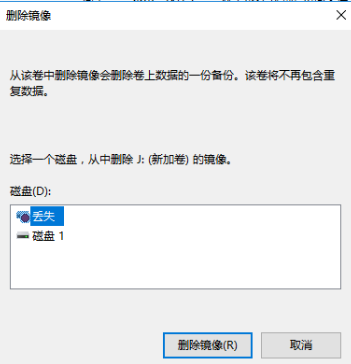 删除镜像
从该卷中删除镜像会删除卷上数据的一份备份。该卷将不再包含重
复数据。
选择一个磁盘，从中删除 J: (新加卷) 的镜像。
磁盘(D):
丢失
磁盘 1
删除镜像(R)
取消